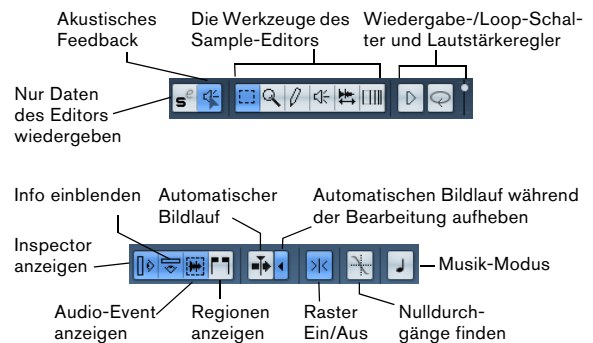 Akustisches
Feedback
Die Werkzeuge des
Sample-Editors
Wiedergabe-/Loop-Schal-
ter und Lautstärkeregler
Nur Daten
des Editors
wiedergeben
Info einblenden
Automatischer
Bildlauf
Automatischen Bildlauf während
der Bearbeitung aufheben
Inspector
anzeigen
Musik-Modus
Audio-Event
anzeigen
Regionen
anzeigen
Raster
Ein/Aus
Nulldurch-
gänge finden